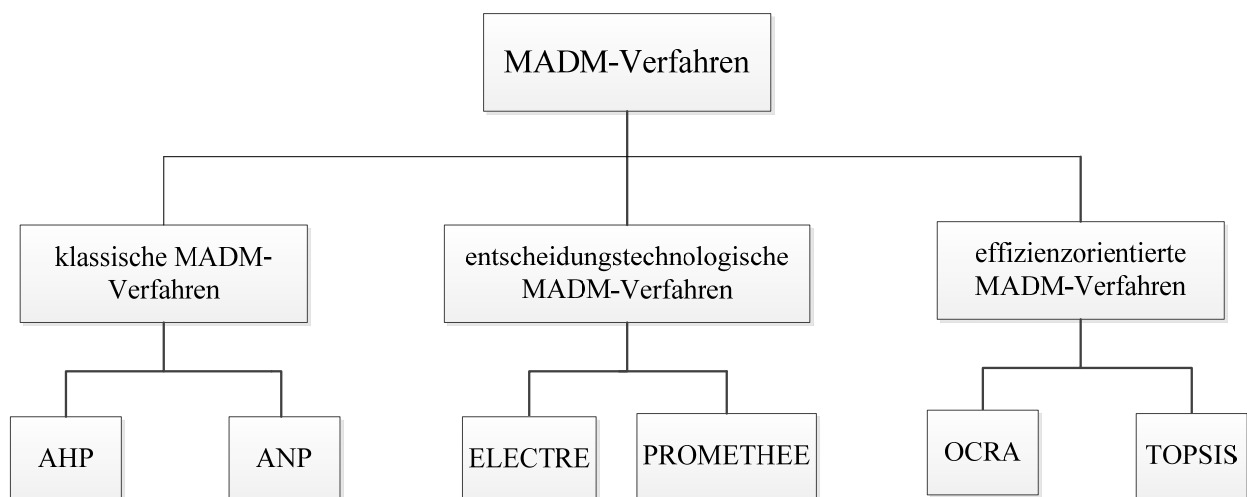 MADM-Verfahren
klassische MADM-
Verfahren
entscheidungstechnologische
MADM-Verfahren
effizienzorientierte
MADM-Verfahren
AHP
ANP
ELECTRE
PROMETHEE
OCRA
TOPSIS